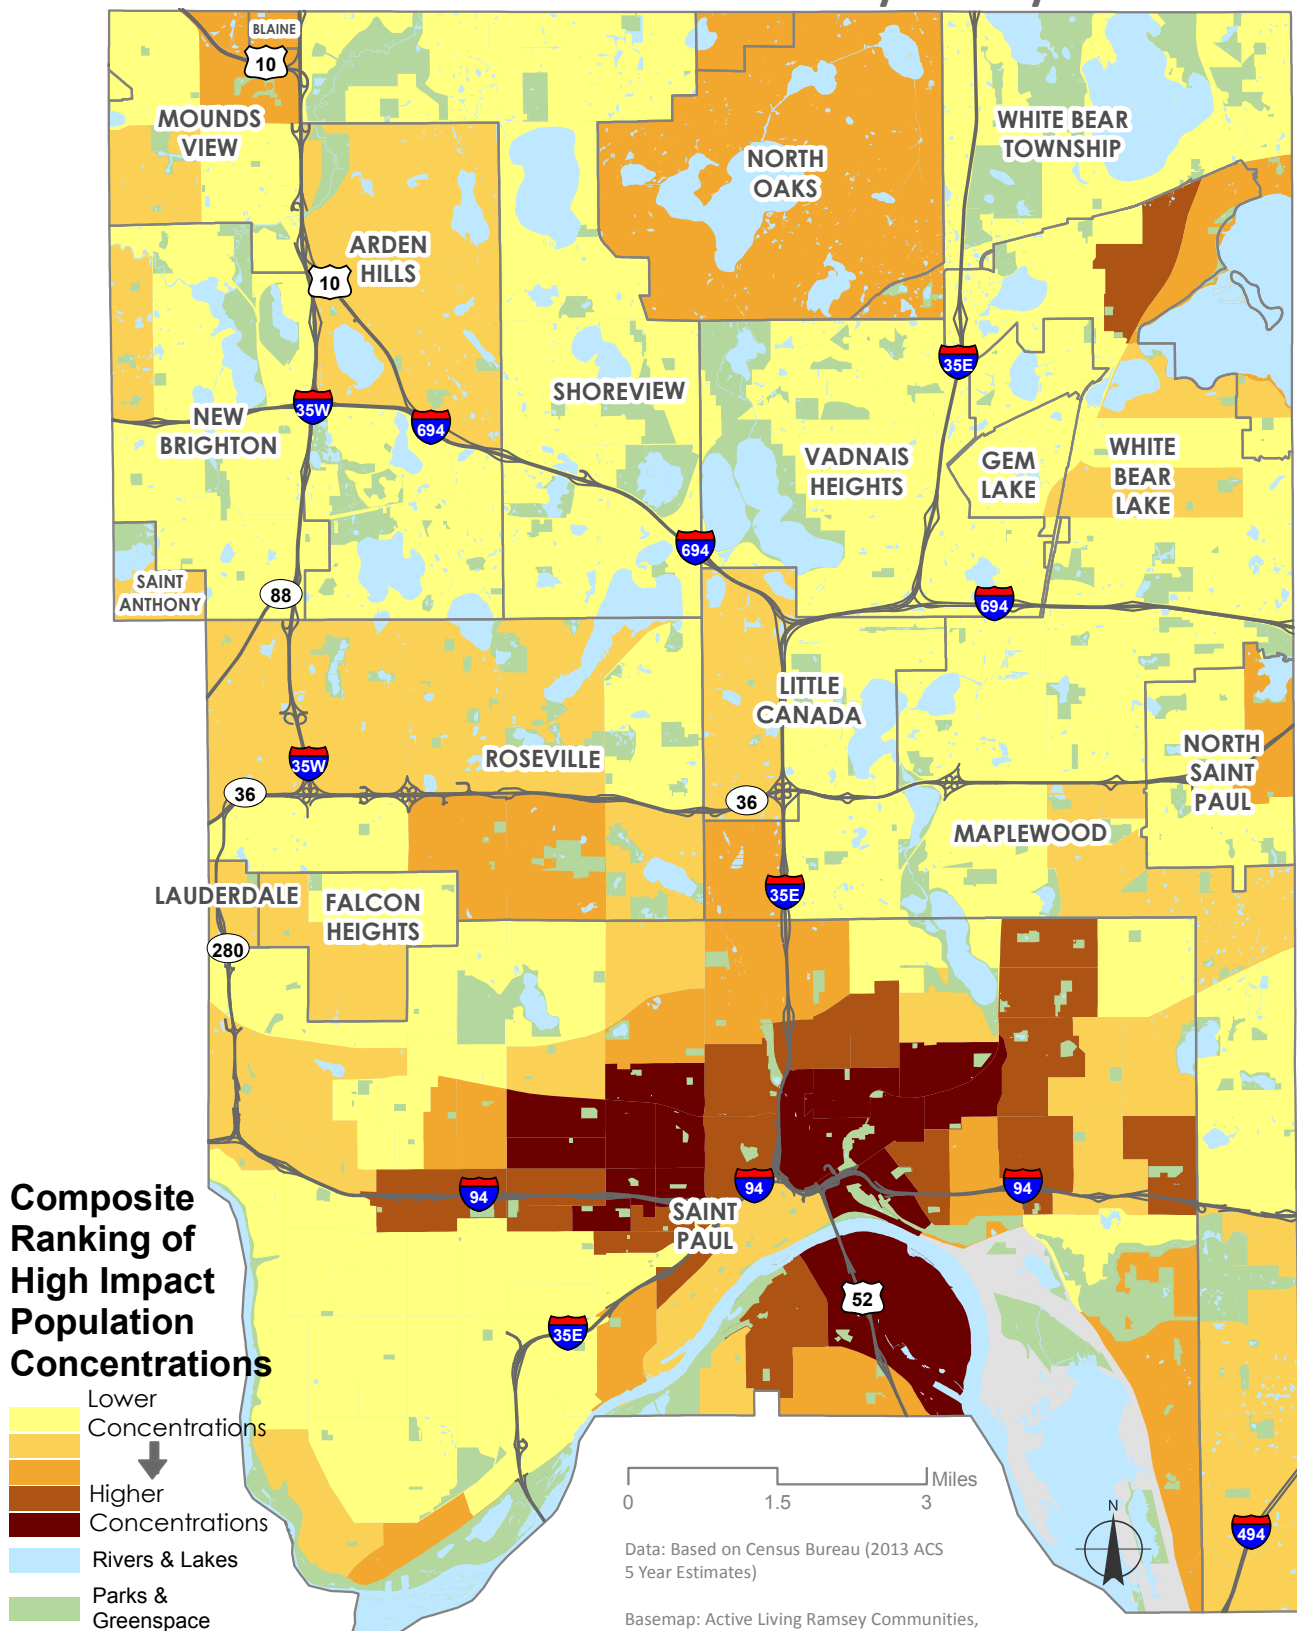 BLAINE
10
MOUNDS
VIEW
WHITE BEAR
TOWNSHIP
NORTH
OAKS
ARDEN
HILLS
10
35E
SHOREVIEW
35W
NEW
BRIGHTON
694
VADNAIS
HEIGHTS
GEM
LAKE
WHITE
BEAR
LAKE
694
SAINT
ANTHONY
88
694
LITTLE
CANADA
ROSEVILLE
35W
NORTH
SAINT
PAUL
36
36
MAPLEWOOD
35E
LAUDERDALE
FALCON
HEIGHTS
280
94
94
94
SAINT
PAUL
52
35E
494
Composite
Ranking of
High Impact
Population
Concentrations
Lower
Concentrations
Higher
Concentrations
Rivers & Lakes
Parks &
Greenspace
Miles
0 1.5 3
N
Data: Based on Census Bureau (2013 ACS
5 Year Estimates)
Basemap: Active Living Ramsey Communities,